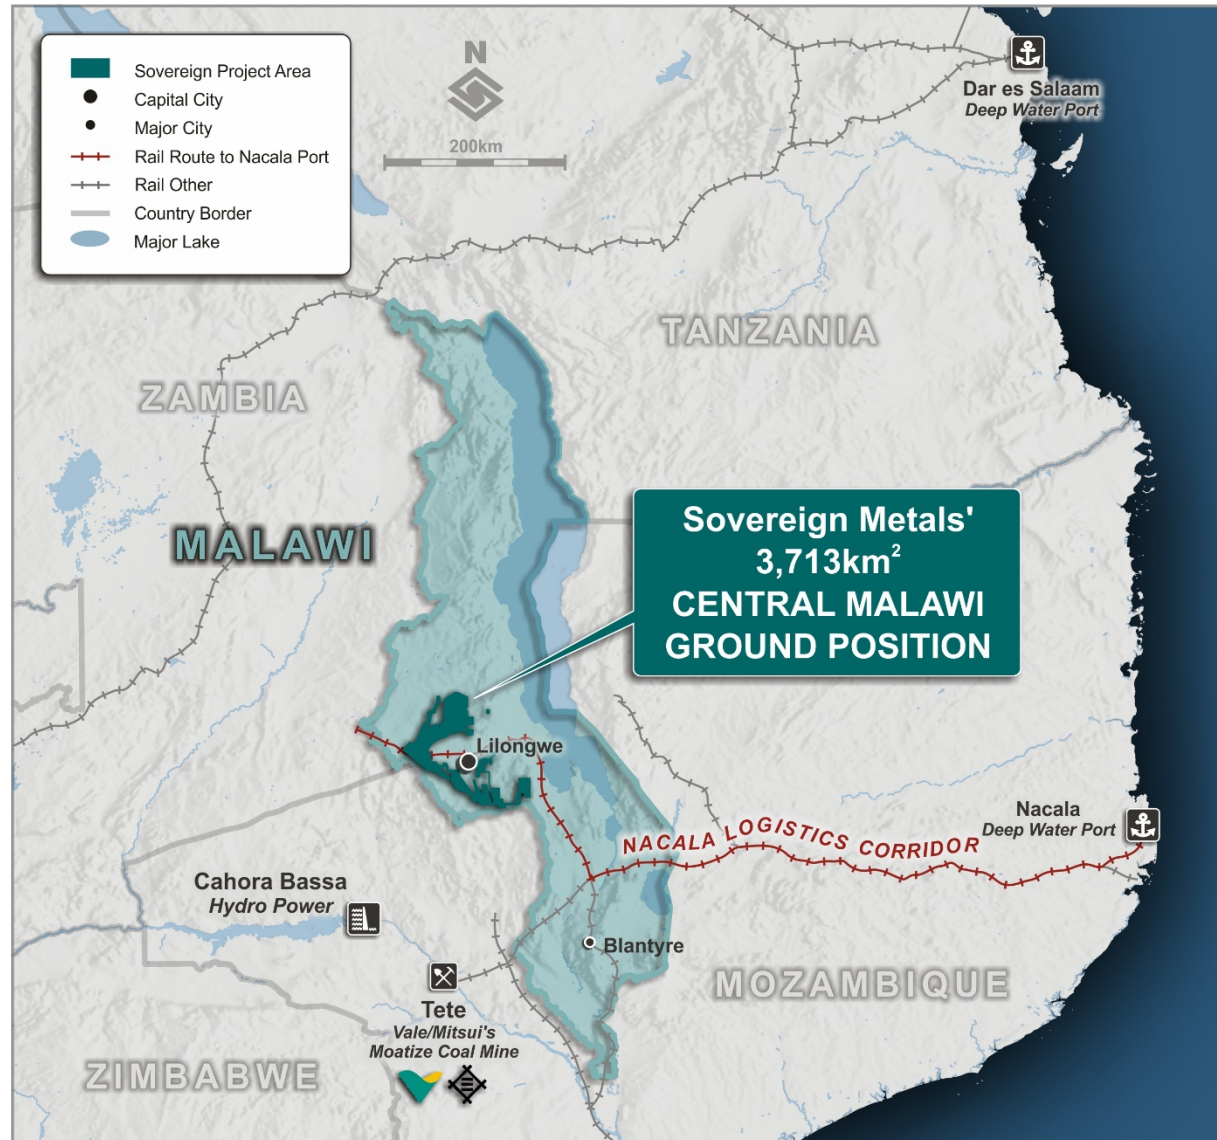 Sovereign Project Area
Capital City
Major City
Rail Route to Nacala Port
Rail Other
Country Border
Major Lake
N
200km
Dar es Salaam
Deep Water Port
TANZANIA
ZAMBIA
MALAWI
Sovereign Metals'
3,713km²
CENTRAL MALAWI
GROUND POSITION
Lilongwe
Nacala
Deep Water Port
NACALA LOGISTICS CORRIDOR
Cahora Bassa
Hydro Power
Blantyre
MOZAMBIQUE
Tete
Vale/Mitsui's
Moatize Coal Mine
ZIMBABWE